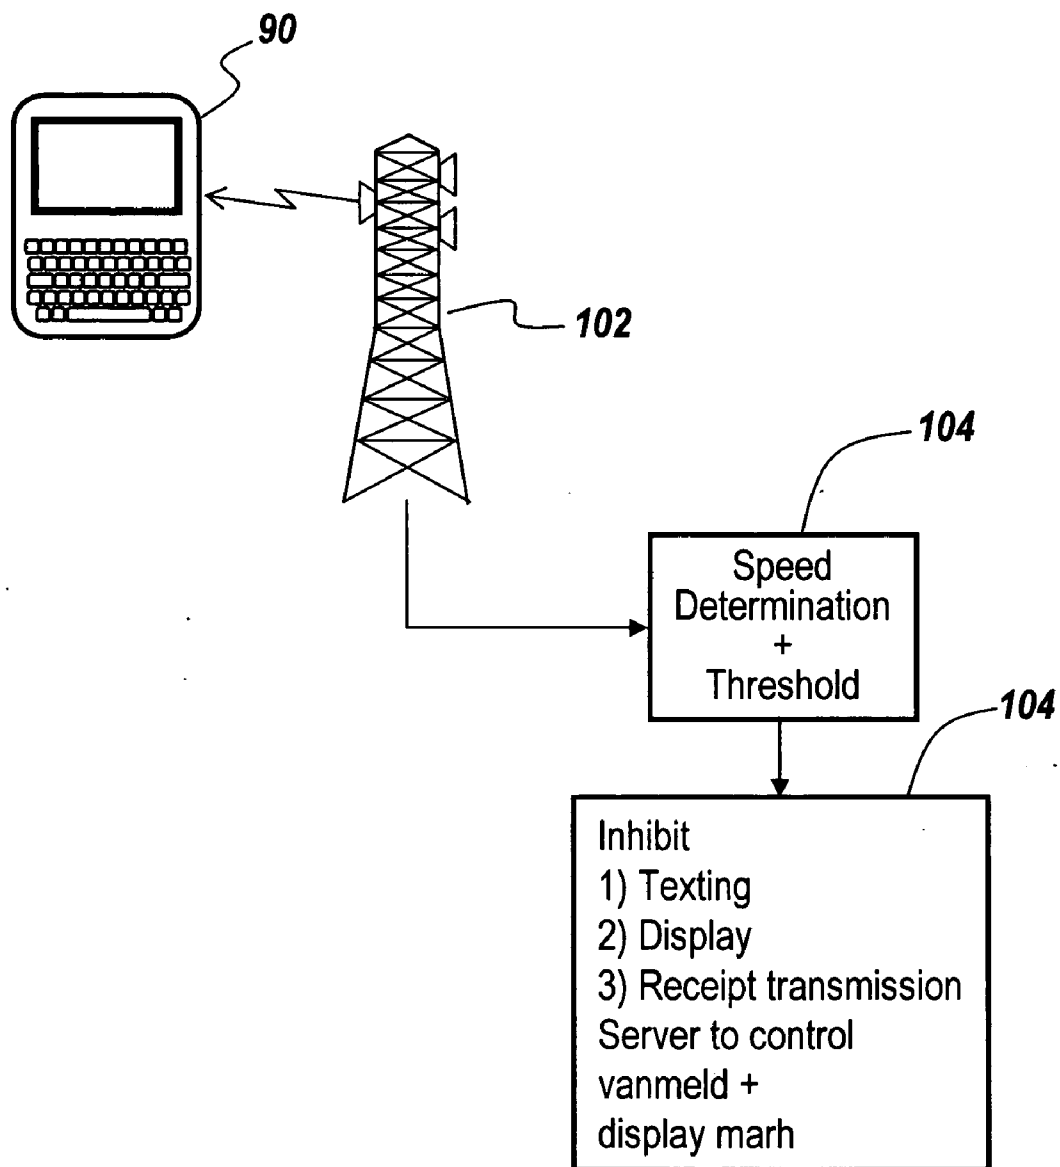 90
102
104
Speed
Determination
+
Threshold
104
Inhibit
1) Texting
2) Display
3) Receipt transmission
Server to control
vanmeld +
display marh